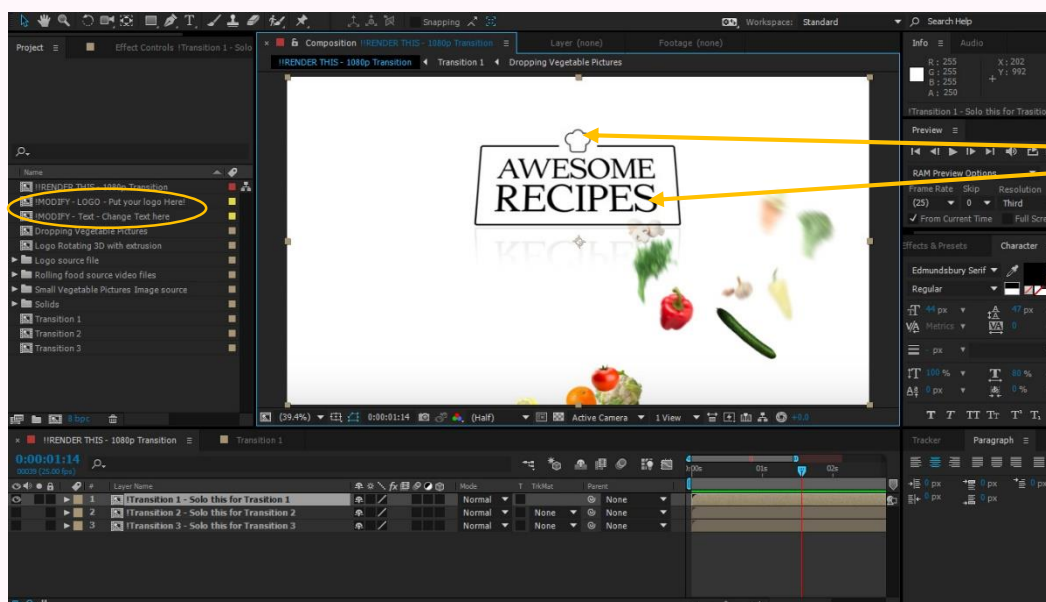 Snapping
Workspace: Standard
Search Help
Project
Effect Controls !Transition 1 - Solo
Composition !!RENDER THIS - 1080p Transition
Layer (none)
Footage (none)
Info
Audio
!!RENDER THIS - 1080p Transition
Transition 1
Dropping Vegetable Pictures
R : 255
G : 255
B : 255
A : 250
X : 202
Y : 992
!Transition 1 - Solo this for Trasitio
Preview
RAM Preview Options
Frame Rate Skip Resolution
(25) 0 Third
From Current Time Full Scre
Effects & Presets
Character
Edmundsbury Serif
Regular
44 px
47 px
Metrics
0
- px
100 %
80 %
0 px
0 %
T T TT Tt T' T,
Name
!!RENDER THIS - 1080p Transition
!MODIFY - LOGO - Put your logo Here!
!MODIFY - Text - Change Text here
Dropping Vegetable Pictures
Logo Rotating 3D with extrusion
Logo source file
Rolling food source video files
Small Vegetable Pictures Image source
Solids
Transition 1
Transition 2
Transition 3
AWESOME
RECIPES
8 bpc
(39.4%)
0:00:01:14
(Half)
Active Camera
1 View
+0.0
!!RENDER THIS - 1080p Transition
Transition 1
Tracker
Paragraph
0:00:01:14
00039 (25.00 fps)
01s
02s
# Layer Name
Mode
T TrkMat
Parent
1 !Transition 1 - Solo this for Trasition 1
Normal
None
2 !Transition 2 - Solo this for Transition 2
Normal
None
None
3 !Transition 3 - Solo this for Transition 3
Normal
None
None
0 px
0 px
0 px
0 px
0 px